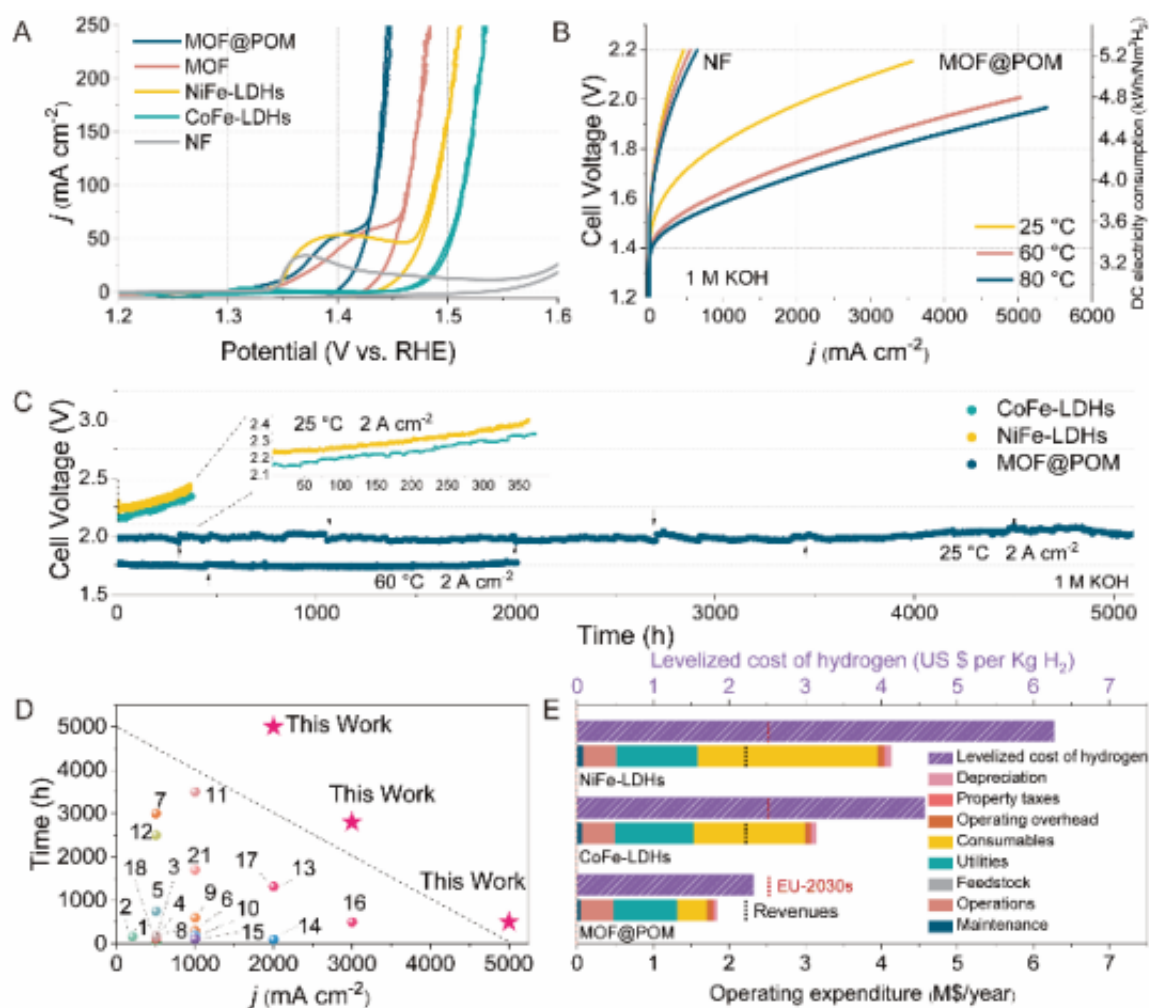 A
250
200
150
100
50
0
j (mA cm-2)
MOF@POM
MOF
NiFe-LDHs
CoFe-LDHs
NF
1.2 1.3 1.4 1.5 1.6
Potential (V vs. RHE)
B
2.2
2.0
1.8
1.6
1.4
1.2
Cell Voltage (V)
NF
MOF@POM
25 °C
60 °C
80 °C
1 M KOH
5.2
4.8
4.4
4.0
3.6
3.2
DC electricity consumption (kWh/Nm3H2)
0 1000 2000 3000 4000 5000 6000
j (mA cm-2)
C
3.0
2.5
2.0
1.5
Cell Voltage (V)
2.4
2.3
2.2
2.1
25 °C 2 A cm-2
50 100 150 200 250 300 350
CoFe-LDHs
NiFe-LDHs
MOF@POM
25 °C 2 A cm-2
60 °C 2 A cm-2
1 M KOH
0 1000 2000 3000 4000 5000
Time (h)
D
5000
4000
3000
2000
1000
0
Time (h)
This Work
This Work
This Work
7
11
12
18 3
21
17 13
5
9
6
2
1
4
8
10
15
14
16
0 1000 2000 3000 4000 5000
j (mA cm-2)
Levelized cost of hydrogen (US $ per Kg H2)
0 1 2 3 4 5 6 7
E
NiFe-LDHs
CoFe-LDHs
MOF@POM
EU-2030s
Revenues
Levelized cost of hydrogen
Depreciation
Property taxes
Operating overhead
Consumables
Utilities
Feedstock
Operations
Maintenance
0 1 2 3 4 5 6 7
Operating expenditure (M$/year)